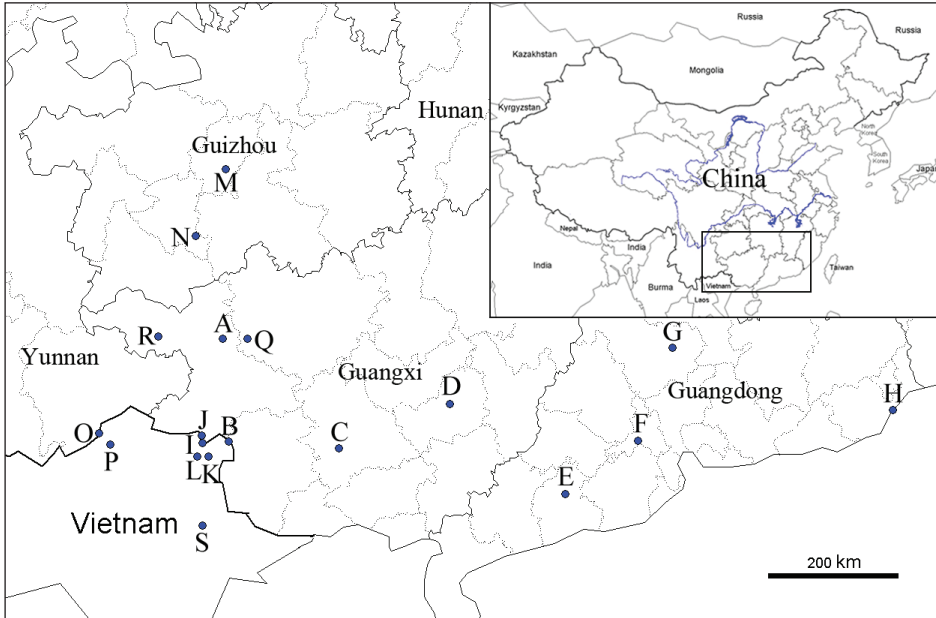 Russia
Russia
Kazakhstan
Mongolia
Kyrgyzstan
North
Korea
South
Korea
Japan
China
Nepal
India
India
Burma
Vietnam
Laos
Taiwan
Hunan
Guizhou
M
N
R
A
Q
G
Yunnan
Guangxi
D
Guangdong
H
O
J
B
C
F
P
I
L
K
E
Vietnam
S
200 km